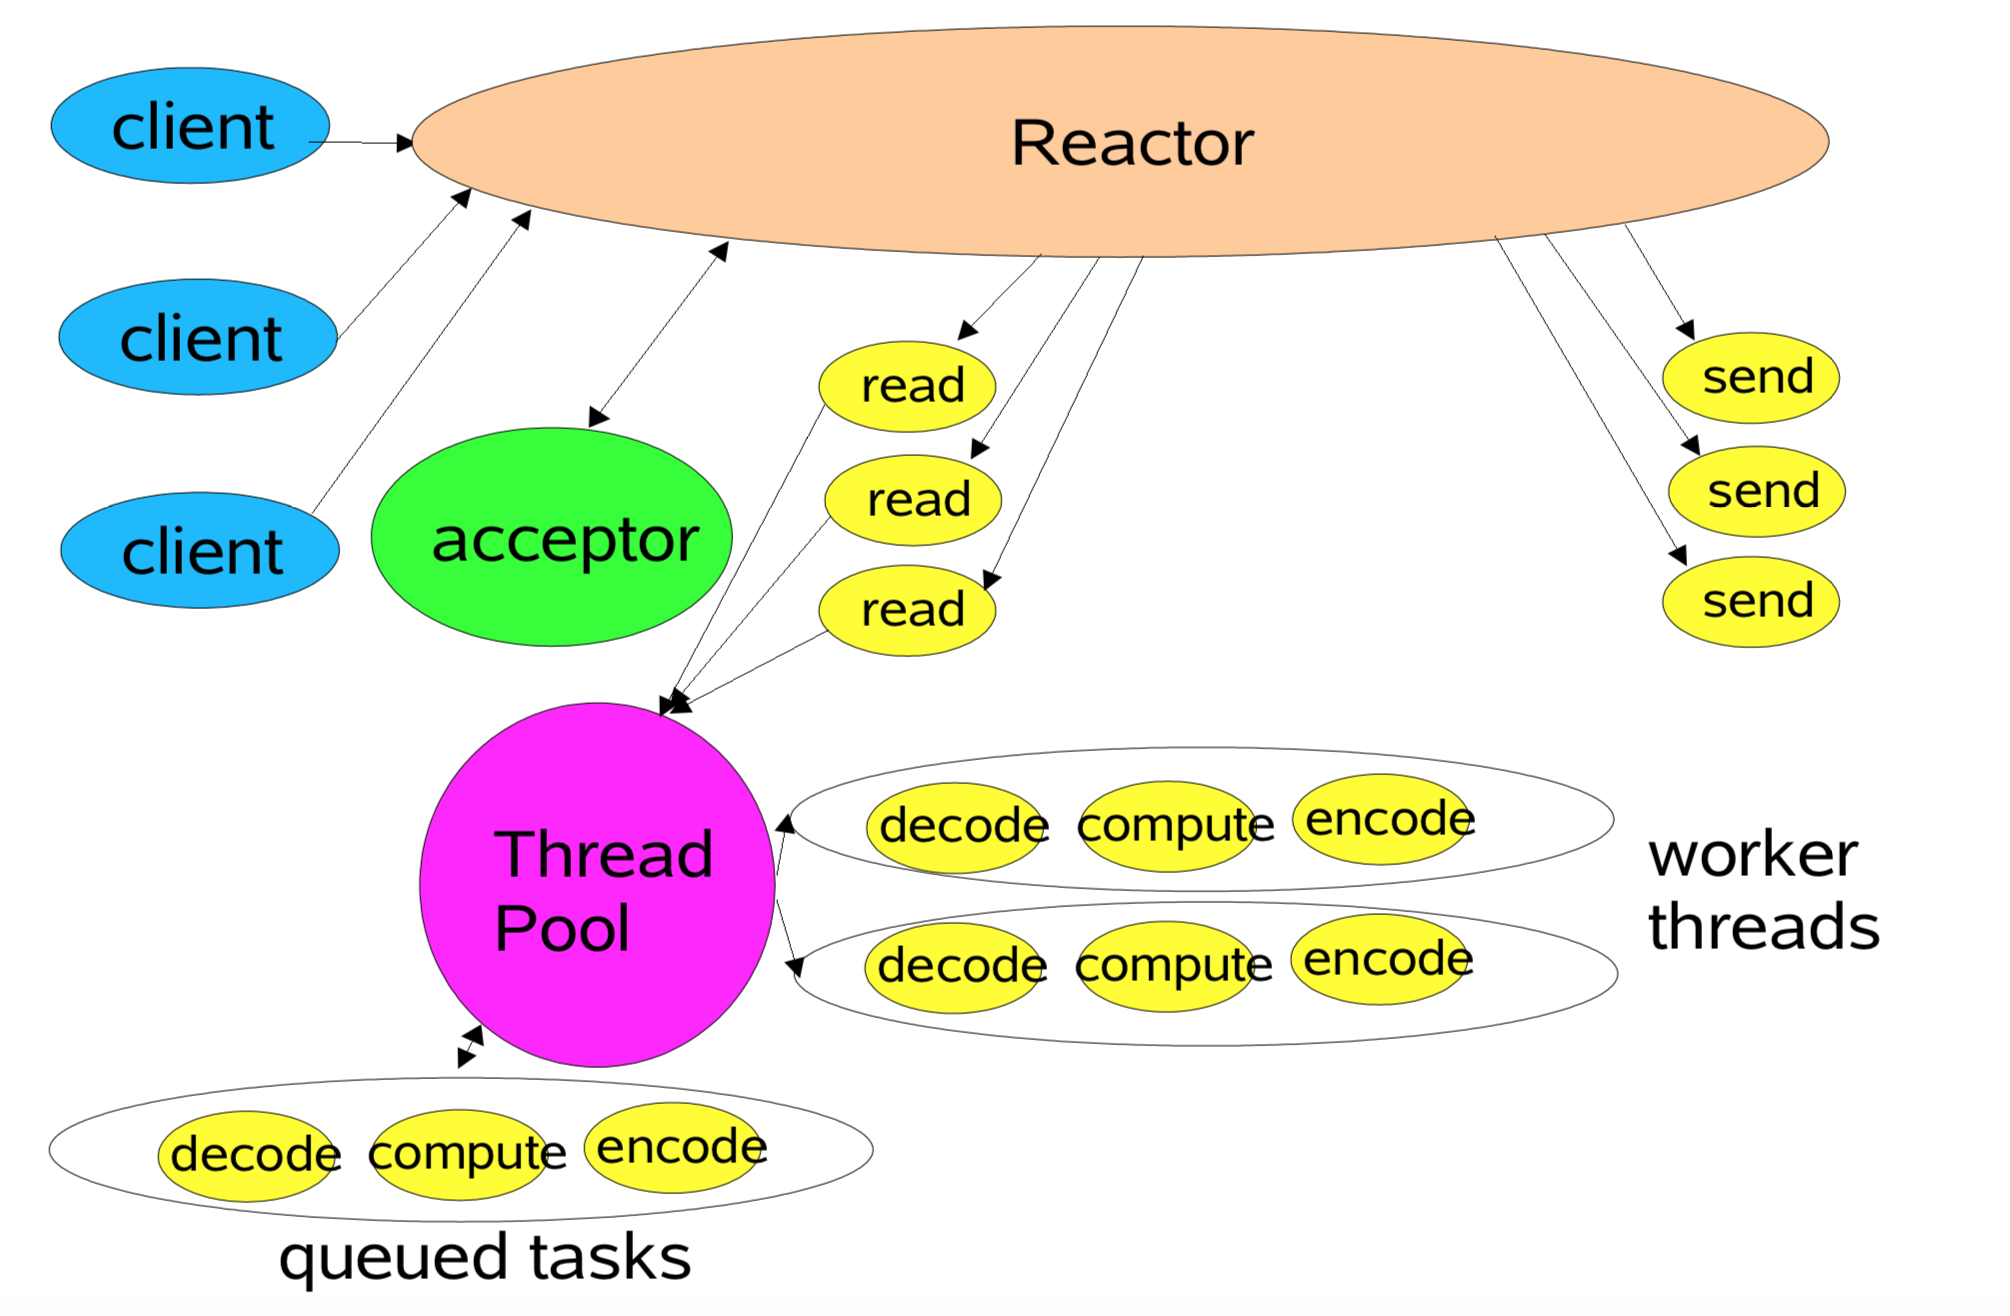 client
Reactor
client
client
acceptor
read
read
read
send
send
send
Thread
Pool
decode compute encode
decode compute encode
worker
threads
decode compute encode
queued tasks